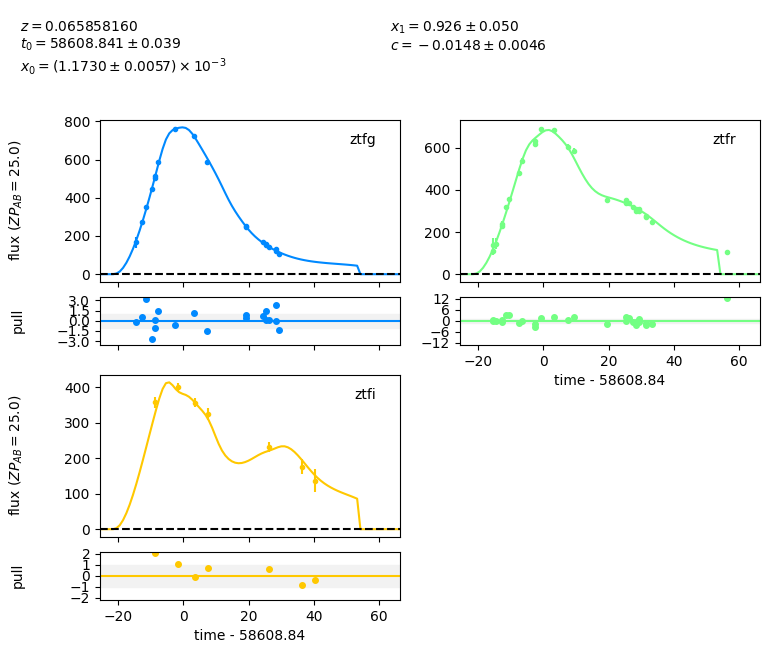 z = 0.065858160
t₀ = 58608.841 ± 0.039
x₀ = (1.1730 ± 0.0057) × 10⁻³
x₁ = 0.926 ± 0.050
c = −0.0148 ± 0.0046
flux (ZP_AB = 25.0)
800
600
400
200
0
ztfg
600
400
200
0
ztfr
pull
3.0
1.5
0.0
−1.5
−3.0
pull
12
6
0
−6
−12
−20 0 20 40 60
time - 58608.84
flux (ZP_AB = 25.0)
400
300
200
100
0
ztfi
pull
2
1
0
−1
−2
−20 0 20 40 60
time - 58608.84